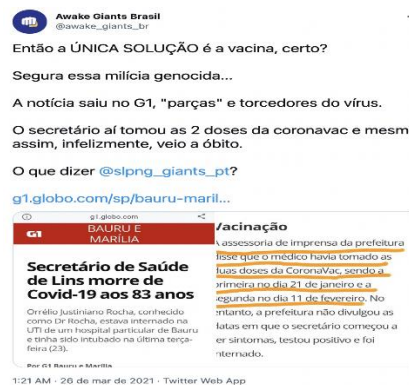 Awake Giants Brasil
@awake_giants_br
Então a ÚNICA SOLUÇÃO é a vacina, certo?
Segura essa milícia genocida...
A notícia saiu no G1, "parças" e torcedores do vírus.
O secretário aí tomou as 2 doses da coronavac e mesm
assim, infelizmente, veio a óbito.
O que dizer @slpng_giants_pt?
g1.globo.com/sp/bauru-maril...
g1.globo.com
G1
BAURU E
MARÍLIA
Secretário de Saúde
de Lins morre de
Covid-19 aos 83 anos
Orrélio Justiniano Rocha, conhecido
como Dr Rocha, estava internado na
UTI de um hospital particular de Bauru
e tinha sido intubado na última terça-
feira (23).
Por G1 Bauru e Marília
Vacinação
A assessoria de imprensa da prefeitura
disse que o médico havia tomado as
duas doses da CoronaVac, sendo a
primeira no dia 21 de janeiro e a
segunda no dia 11 de fevereiro. No
entanto, a prefeitura não divulgou as
datas em que o secretário começou a
ter sintomas, testou positivo e foi
internado.
1:21 AM · 26 de mar de 2021 · Twitter Web App